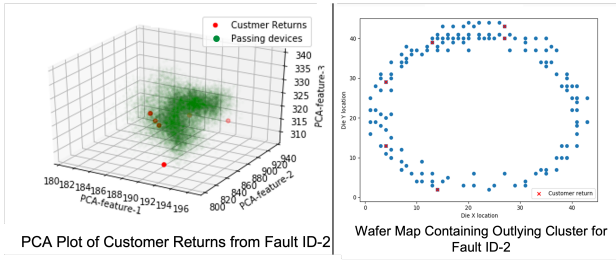 Custmer Returns
Passing devices
340
335
330
325
320
315
310
PCA-feature-3
180 182 184 186 188 190 192 194 196
PCA-feature-1
800 820 840 860 880 900 920 940
PCA-feature-2
PCA Plot of Customer Returns from Fault ID-2
40
30
20
10
0
Die Y location
0 10 20 30 40
Die X location
Customer return
Wafer Map Containing Outlying Cluster for
Fault ID-2